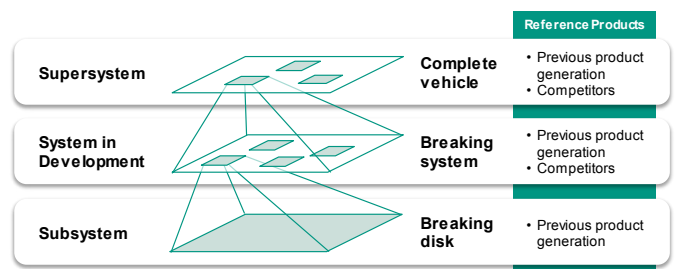 Reference Products
Supersystem
Complete
vehicle
• Previous product
generation
• Competitors
System in
Development
Breaking
system
• Previous product
generation
• Competitors
Subsystem
Breaking
disk
• Previous product
generation